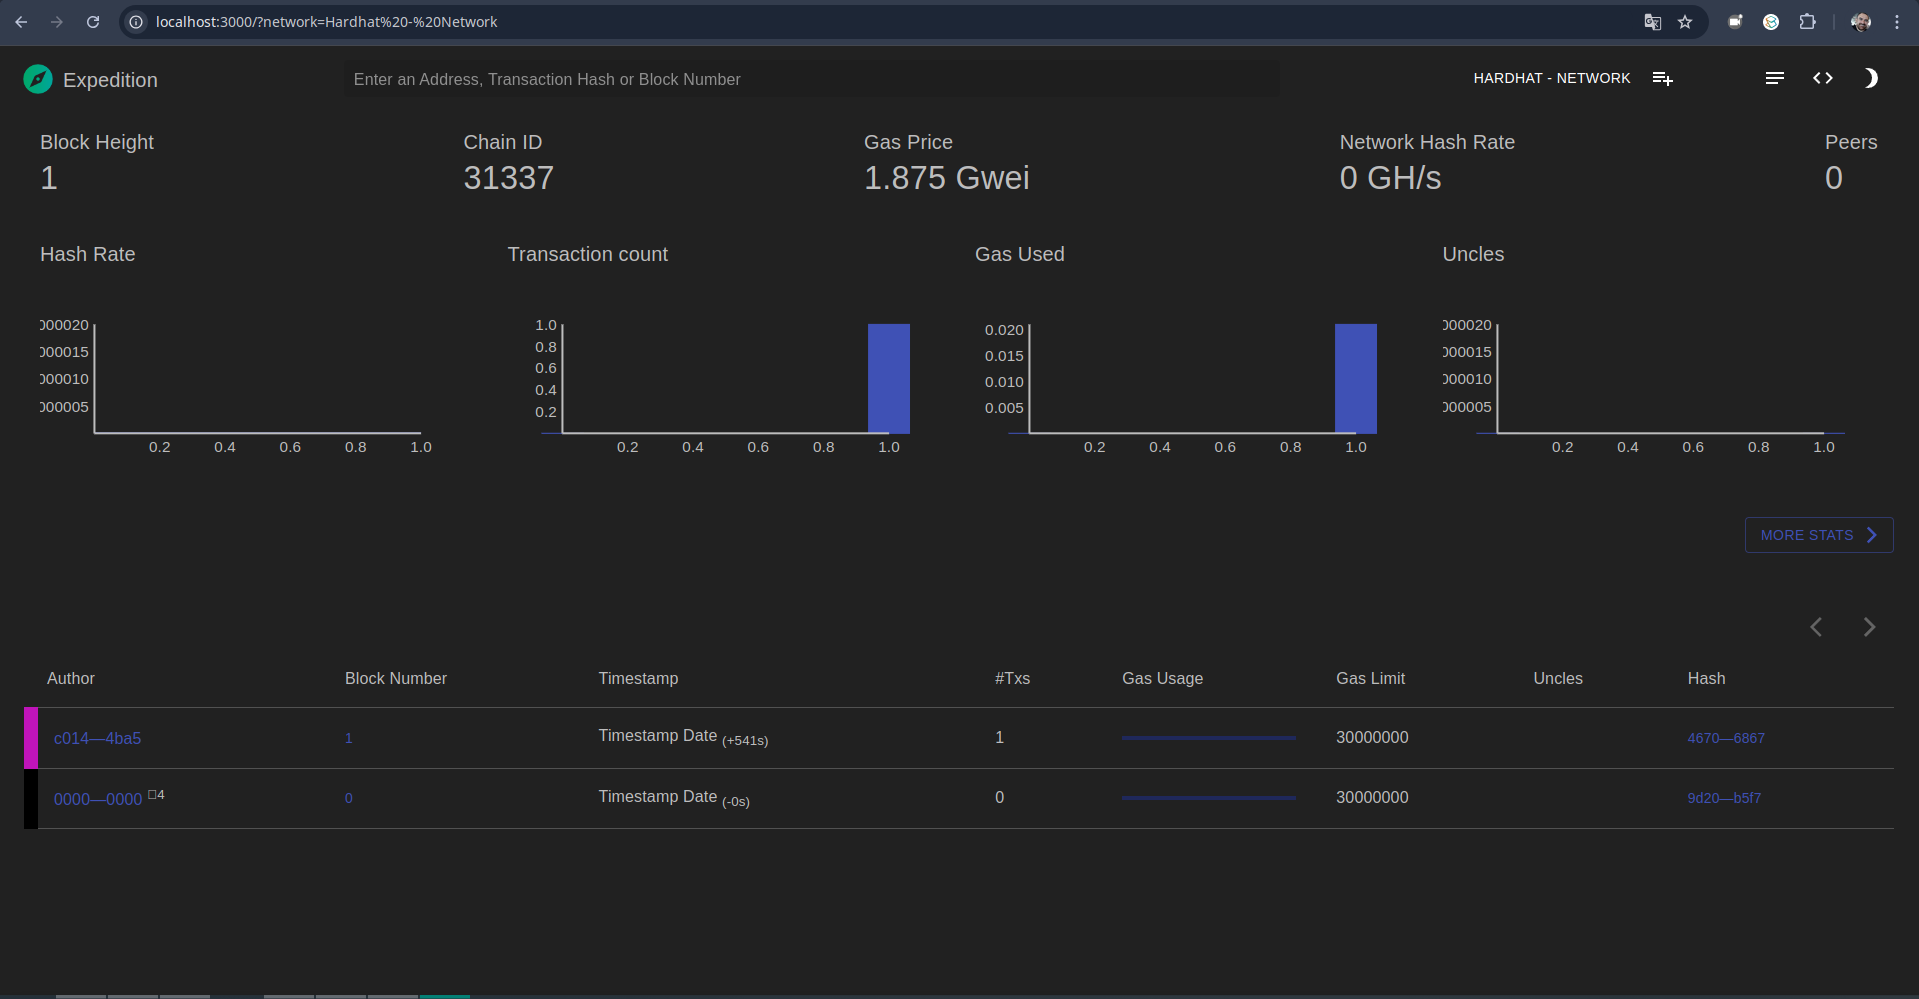 localhost:3000/?network=Hardhat%20-%20Network
Expedition
Enter an Address, Transaction Hash or Block Number
HARDHAT - NETWORK
Block Height
1
Chain ID
31337
Gas Price
1.875 Gwei
Network Hash Rate
0 GH/s
Peers
0
Hash Rate
000020
000015
000010
000005
0.2 0.4 0.6 0.8 1.0
Transaction count
1.0
0.8
0.6
0.4
0.2
0.2 0.4 0.6 0.8 1.0
Gas Used
0.020
0.015
0.010
0.005
0.2 0.4 0.6 0.8 1.0
Uncles
000020
000015
000010
000005
0.2 0.4 0.6 0.8 1.0
MORE STATS
Author Block Number Timestamp #Txs Gas Usage Gas Limit Uncles Hash
c014—4ba5 1 Timestamp Date (+541s) 1 30000000 4670—6867
0000—0000 4 0 Timestamp Date (-0s) 0 30000000 9d20—b5f7